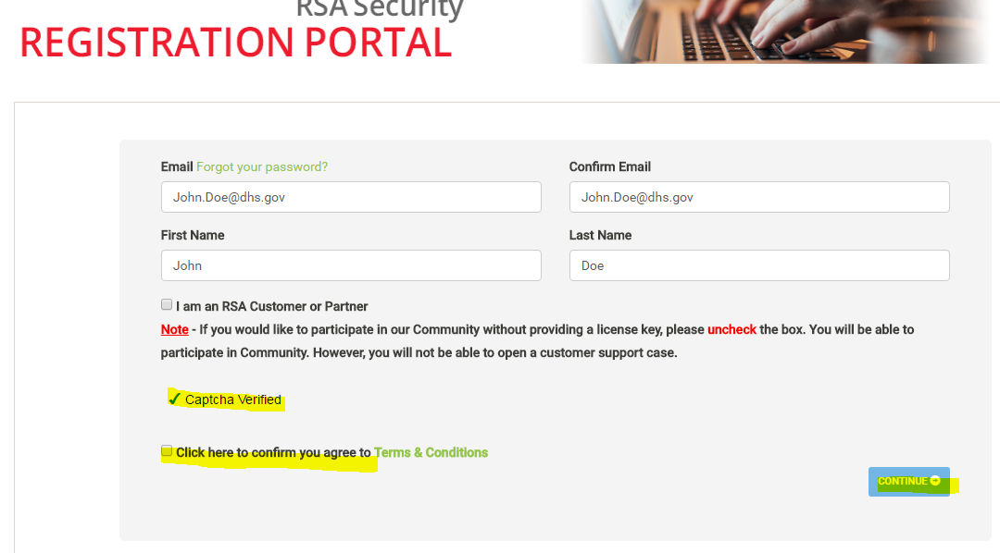 RSA Security
REGISTRATION PORTAL
Email Forgot your password?
Confirm Email
John.Doe@dhs.gov
John.Doe@dhs.gov
First Name
Last Name
John
Doe
I am an RSA Customer or Partner
Note - If you would like to participate in our Community without providing a license key, please uncheck the box. You will be able to
participate in Community. However, you will not be able to open a customer support case.
✓ Captcha Verified
Click here to confirm you agree to Terms & Conditions
CONTINUE